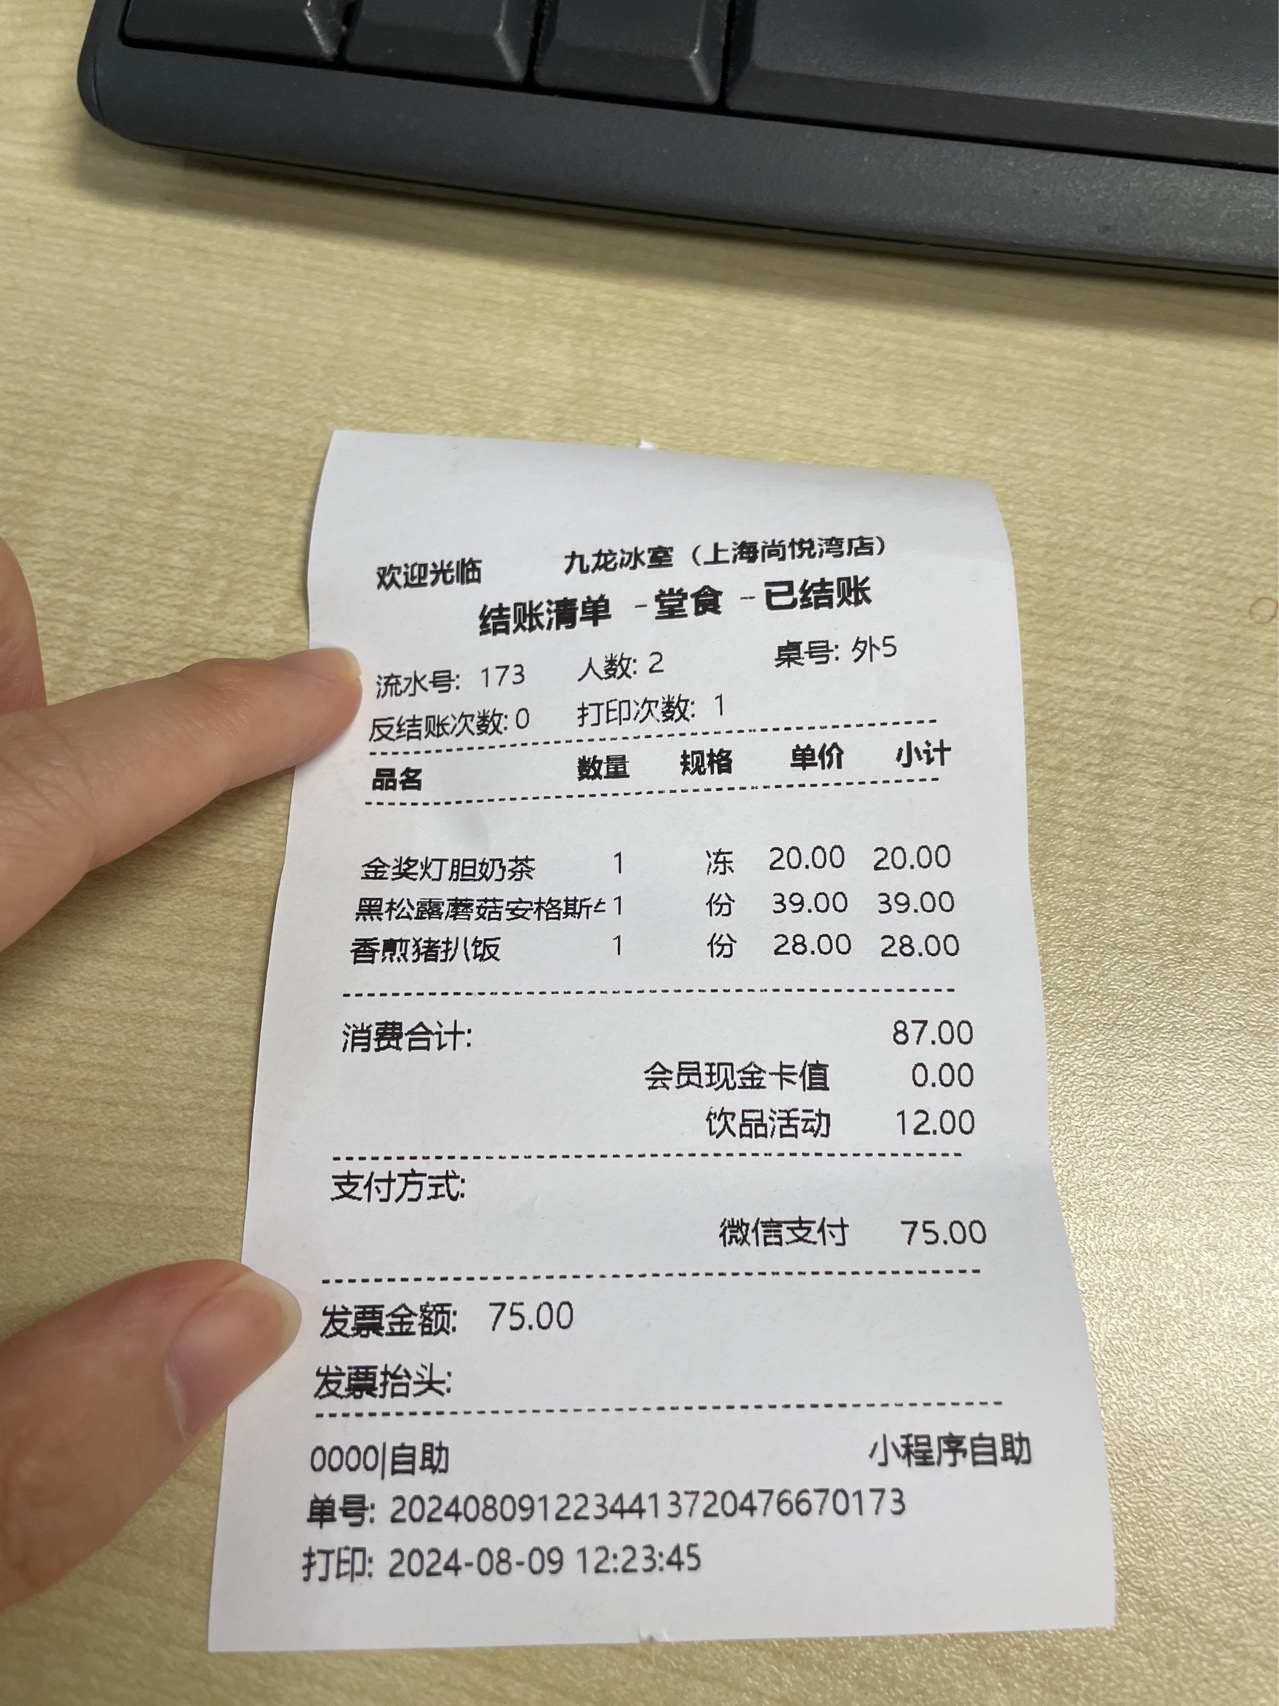 欢迎光临 九龙冰室（上海尚悦湾店）
结账清单 -堂食 -已结账
流水号: 173 人数: 2 桌号: 外5
反结账次数: 0 打印次数: 1
品名 数量 规格 单价 小计
金奖灯胆奶茶 1 冻 20.00 20.00
黑松露蘑菇安格斯 1 份 39.00 39.00
香煎猪扒饭 1 份 28.00 28.00
消费合计: 87.00
会员现金卡值 0.00
饮品活动 12.00
支付方式:
微信支付 75.00
发票金额: 75.00
发票抬头:
0000|自助 小程序自助
单号: 2024080912234413720476670173
打印: 2024-08-09 12:23:45